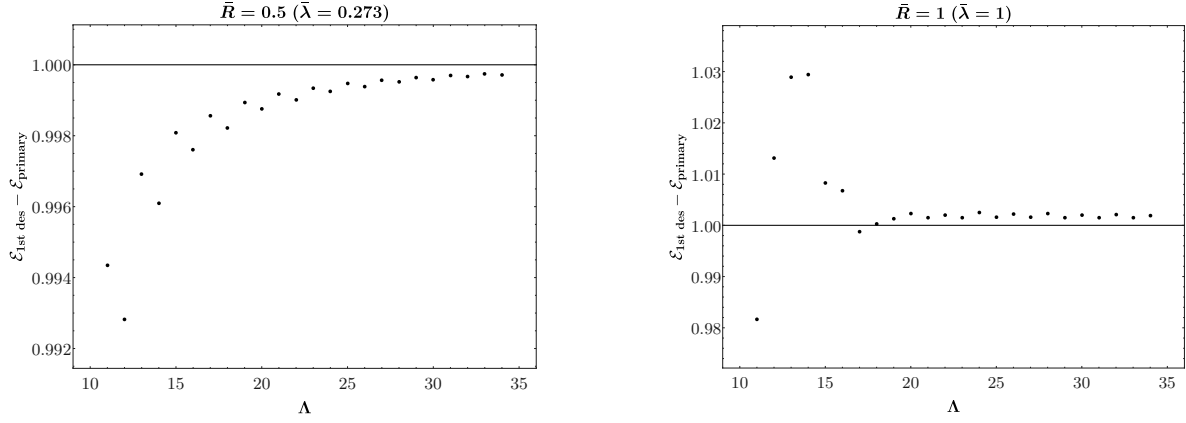 R̄ = 0.5 (λ̄ = 0.273)
ℰ1st des − ℰprimary
1.000
0.998
0.996
0.994
0.992
10 15 20 25 30 35
Λ
R̄ = 1 (λ̄ = 1)
ℰ1st des − ℰprimary
1.03
1.02
1.01
1.00
0.99
0.98
10 15 20 25 30 35
Λ